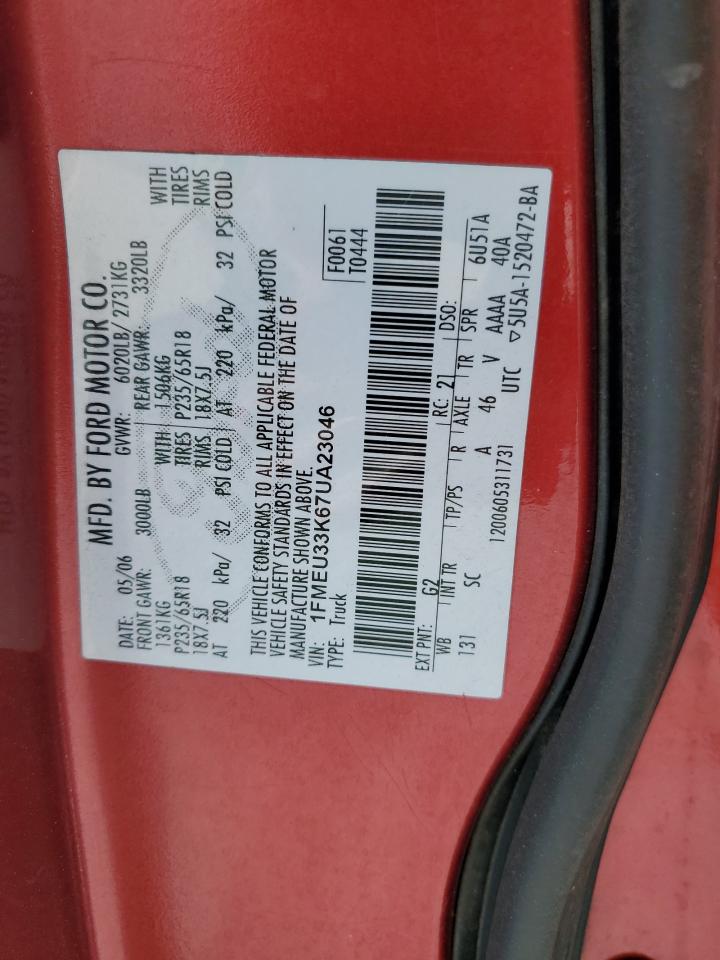 MFD. BY FORD MOTOR CO.
DATE: 05/06 GVWR: 6020LB/ 2731KG
FRONT GAWR: 3000LB REAR GAWR: 3320LB
1361KG WITH 1506KG WITH
P235/65R18 TIRES P235/65R18 TIRES
18X7.5J RIMS 18X7.5J RIMS
AT 220 kPa/ 32 PSI COLD AT 220 kPa/ 32 PSI COLD
THIS VEHICLE CONFORMS TO ALL APPLICABLE FEDERAL MOTOR
VEHICLE SAFETY STANDARDS IN EFFECT ON THE DATE OF
MANUFACTURE SHOWN ABOVE.
VIN: 1FMEU33K67UA23046 F0061
TYPE: Truck T0444
EXT PNT: G2 RC: 21 DSO:
WB INT TR TP/PS R AXLE TR SPR 6U51A
131 SC A 46 V AAAA 40A
1200605311731 UTC ▽5U5A-1520472-BA